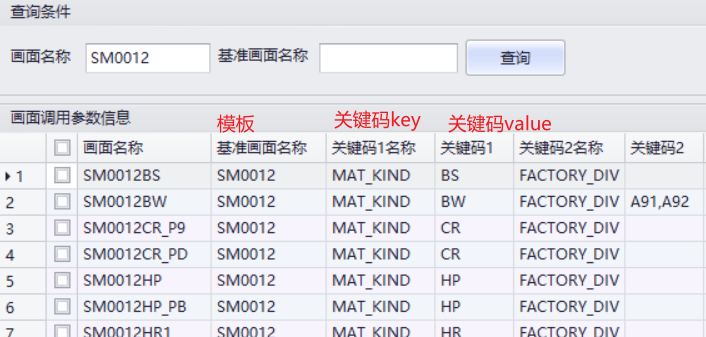 查询条件
画面名称 SM0012 基准画面名称 查询
画面调用参数信息 模板 关键码key 关键码value
画面名称 基准画面名称 关键码1名称 关键码1 关键码2名称 关键码2
1 SM0012BS SM0012 MAT_KIND BS FACTORY_DIV
2 SM0012BW SM0012 MAT_KIND BW FACTORY_DIV A91,A92
3 SM0012CR_P9 SM0012 MAT_KIND CR FACTORY_DIV
4 SM0012CR_PD SM0012 MAT_KIND CR FACTORY_DIV
5 SM0012HP SM0012 MAT_KIND HP FACTORY_DIV
6 SM0012HP_PB SM0012 MAT_KIND HP FACTORY_DIV
7 SM0012HR1 SM0012 MAT_KIND HR FACTORY_DIV